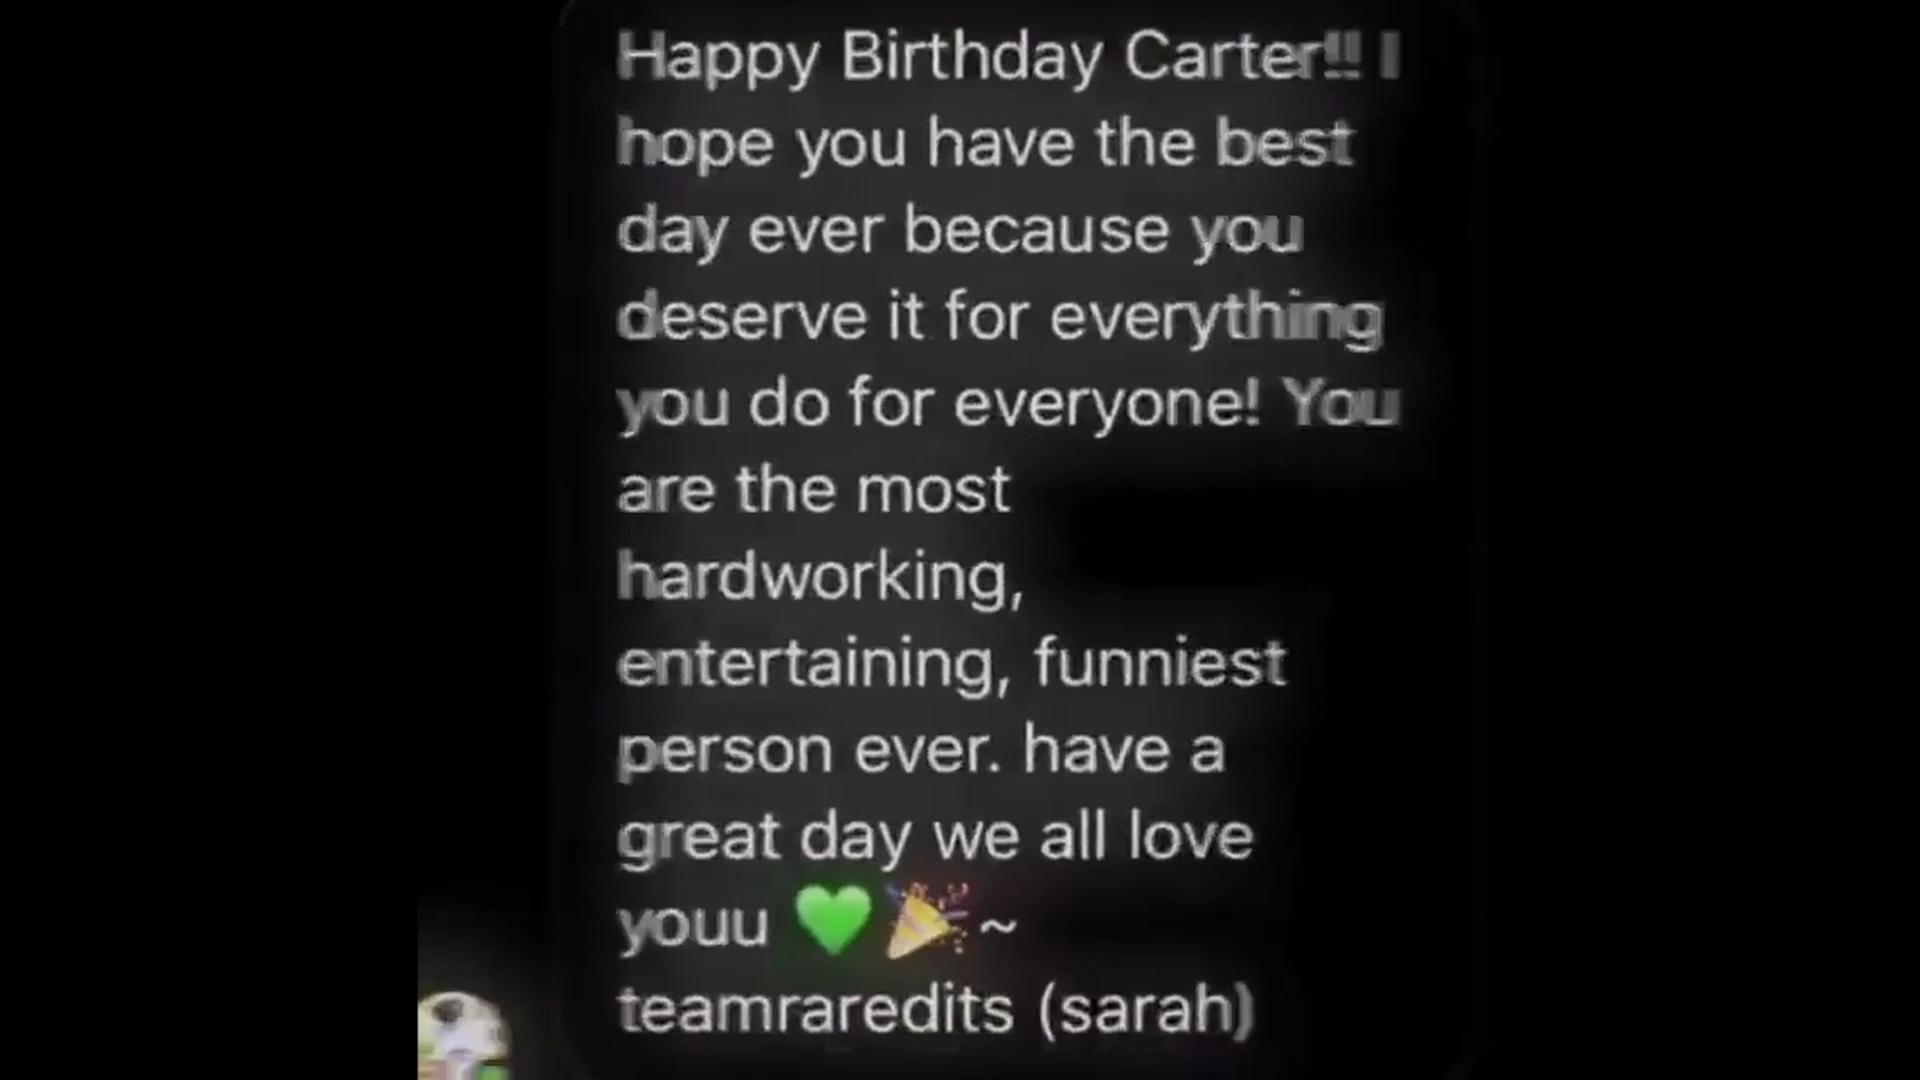 Happy Birthday Carter!! I
hope you have the best
day ever because you
deserve it for everything
you do for everyone! You
are the most
hardworking,
entertaining, funniest
person ever. have a
great day we all love
youu 💚🎉~
teamraredits (sarah)